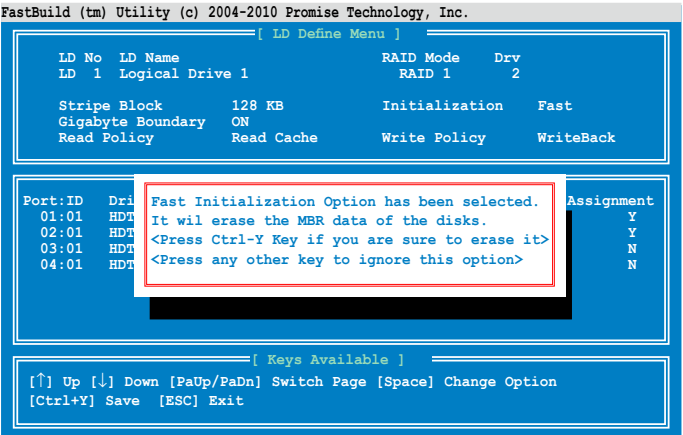 FastBuild (tm) Utility (c) 2004-2010 Promise Technology, Inc.
[ LD Define Menu ]
LD No LD Name RAID Mode Drv
LD 1 Logical Drive 1 RAID 1 2
Stripe Block 128 KB Initialization Fast
Gigabyte Boundary ON
Read Policy Read Cache Write Policy WriteBack
Port:ID Dri Assignment
01:01 HDT Y
02:01 HDT Y
03:01 HDT N
04:01 HDT N
Fast Initialization Option has been selected.
It wil erase the MBR data of the disks.
<Press Ctrl-Y Key if you are sure to erase it>
<Press any other key to ignore this option>
[ Keys Available ]
[↑] Up [↓] Down [PaUp/PaDn] Switch Page [Space] Change Option
[Ctrl+Y] Save [ESC] Exit